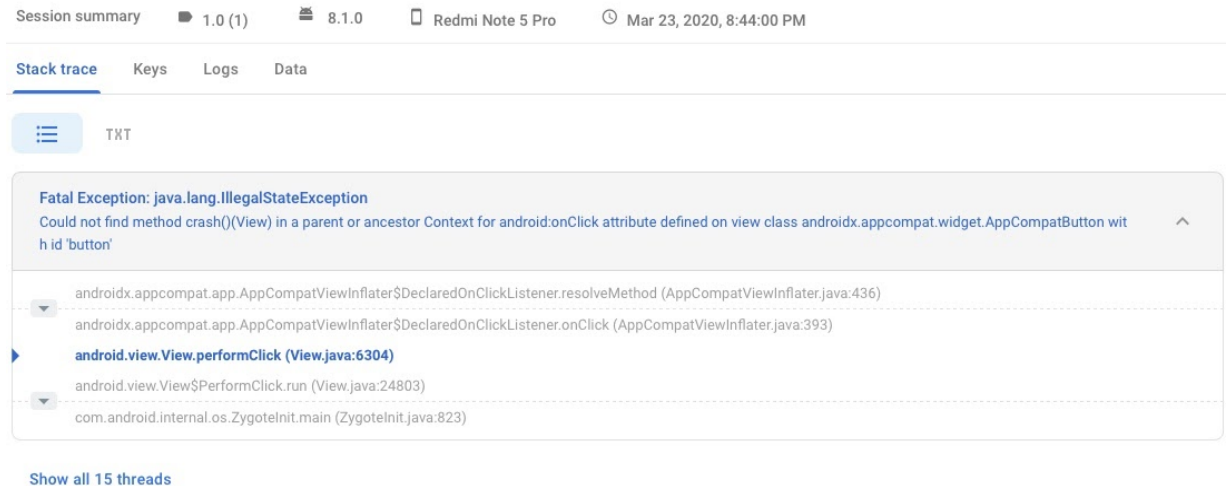 Session summary 1.0 (1) 8.1.0 Redmi Note 5 Pro Mar 23, 2020, 8:44:00 PM
Stack trace Keys Logs Data
TXT
Fatal Exception: java.lang.IllegalStateException
Could not find method crash()(View) in a parent or ancestor Context for android:onClick attribute defined on view class androidx.appcompat.widget.AppCompatButton wit
h id 'button'
androidx.appcompat.app.AppCompatViewInflater$DeclaredOnClickListener.resolveMethod (AppCompatViewInflater.java:436)
androidx.appcompat.app.AppCompatViewInflater$DeclaredOnClickListener.onClick (AppCompatViewInflater.java:393)
android.view.View.performClick (View.java:6304)
android.view.View$PerformClick.run (View.java:24803)
com.android.internal.os.ZygoteInit.main (ZygoteInit.java:823)
Show all 15 threads